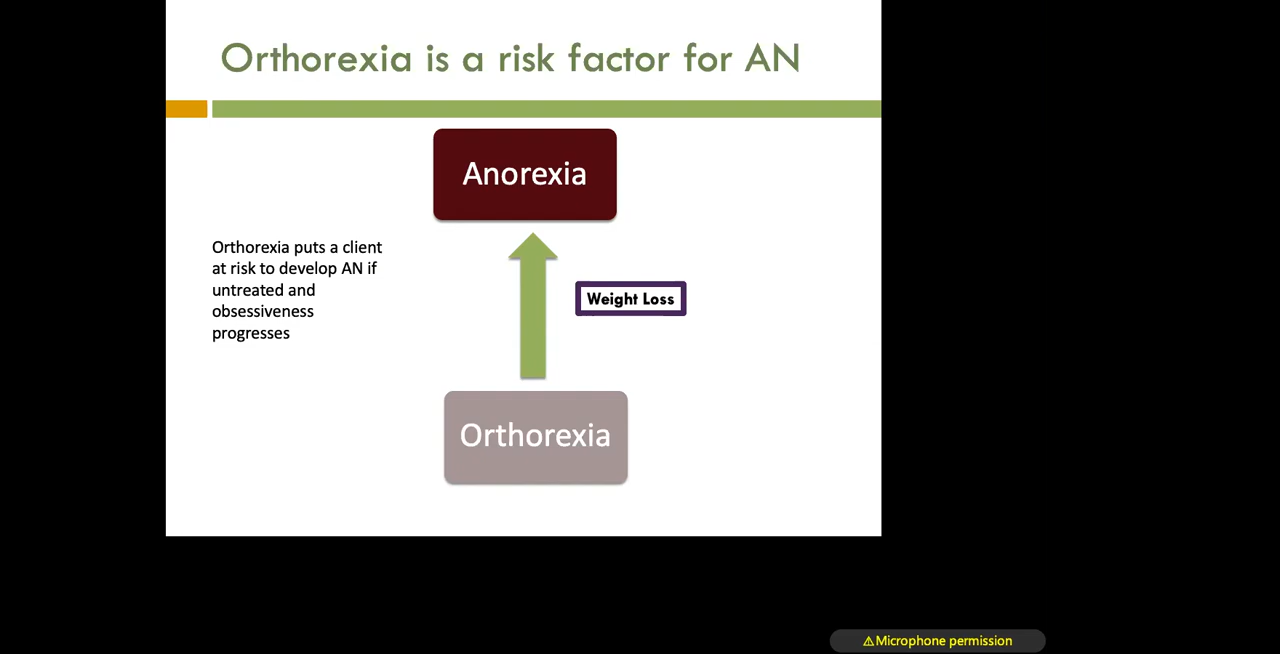 Orthorexia is a risk factor for AN
Anorexia
Orthorexia puts a client
at risk to develop AN if
untreated and
obsessiveness
progresses
Weight Loss
Orthorexia
⚠Microphone permission